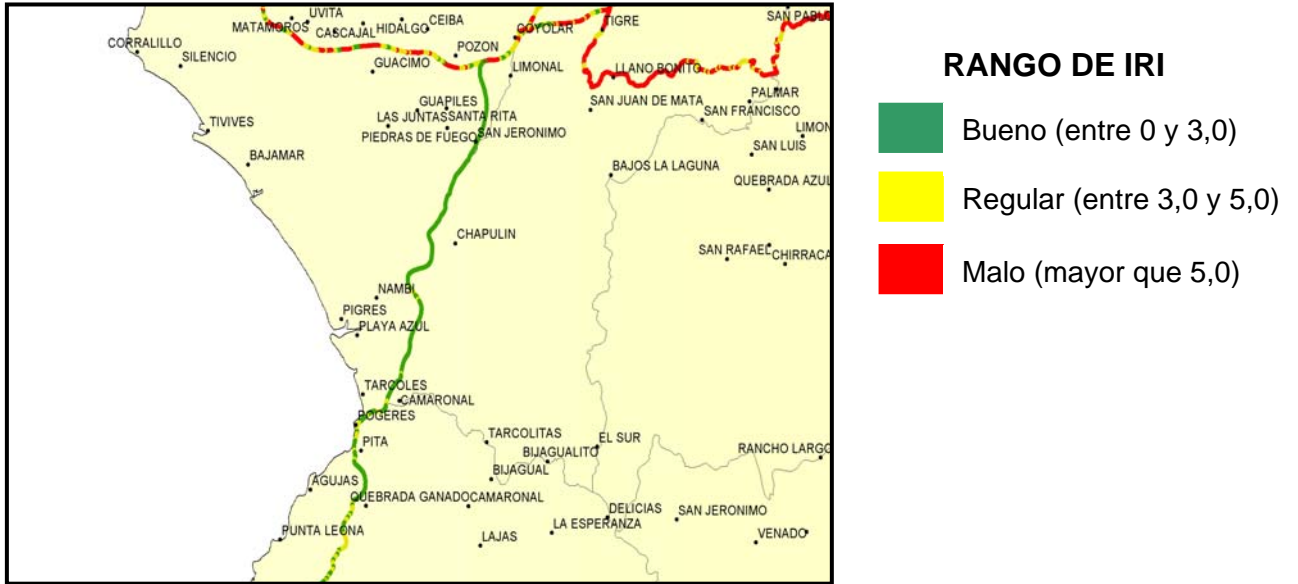 UVITA
CEIBA
TIGRE
SAN PABLO
MATAMOROS
CASCAJAL
HIDALGO
COYOLAR
CORRALILLO
SILENCIO
POZON
GUACIMO
LIMONAL
LLANO BONITO
PALMAR
GUAPILES
SAN JUAN DE MATA
SAN FRANCISCO
LAS JUNTAS
SANTA RITA
TIVIVES
PIEDRAS DE FUEGO
SAN JERONIMO
LIMON
SAN LUIS
BAJAMAR
BAJOS LA LAGUNA
QUEBRADA AZUL
CHAPULIN
SAN RAFAEL
CHIRRACA
NAMBI
PIGRES
PLAYA AZUL
TARCOLES
CAMARONAL
POGERES
PITA
TARCOLITAS
EL SUR
BIJAGUALITO
RANCHO LARGO
BIJAGUAL
AGUJAS
QUEBRADA GANADO
CAMARONAL
DELICIAS
SAN JERONIMO
LA ESPERANZA
PUNTA LEONA
LAJAS
VENADO
RANGO DE IRI
Bueno (entre 0 y 3,0)
Regular (entre 3,0 y 5,0)
Malo (mayor que 5,0)